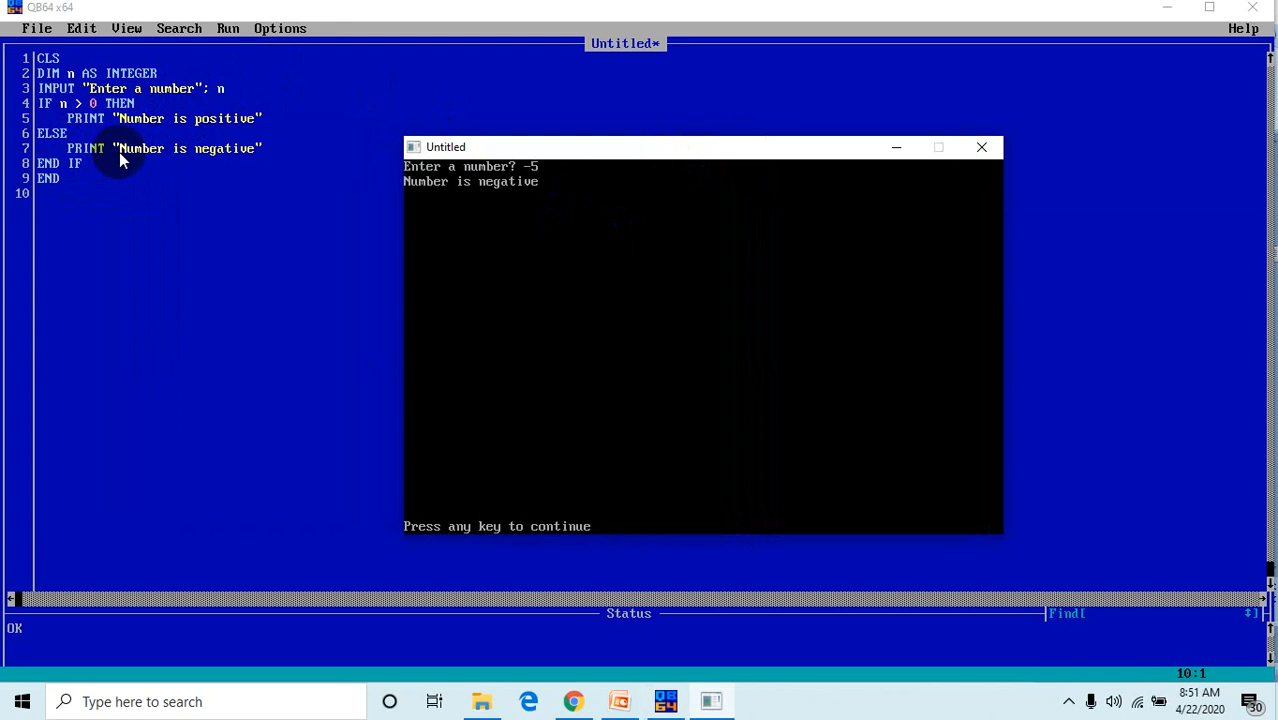 QB64 x64
File Edit View Search Run Options Help
Untitled*
1 CLS
2 DIM n AS INTEGER
3 INPUT "Enter a number"; n
4 IF n > 0 THEN
5 PRINT "Number is positive"
6 ELSE
7 PRINT "Number is negative"
8 END IF
9 END
10
Untitled
Enter a number? -5
Number is negative
Press any key to continue
Status
Find[ ]
OK
10:1
Type here to search
QB
64
8:51 AM
4/22/2020
30